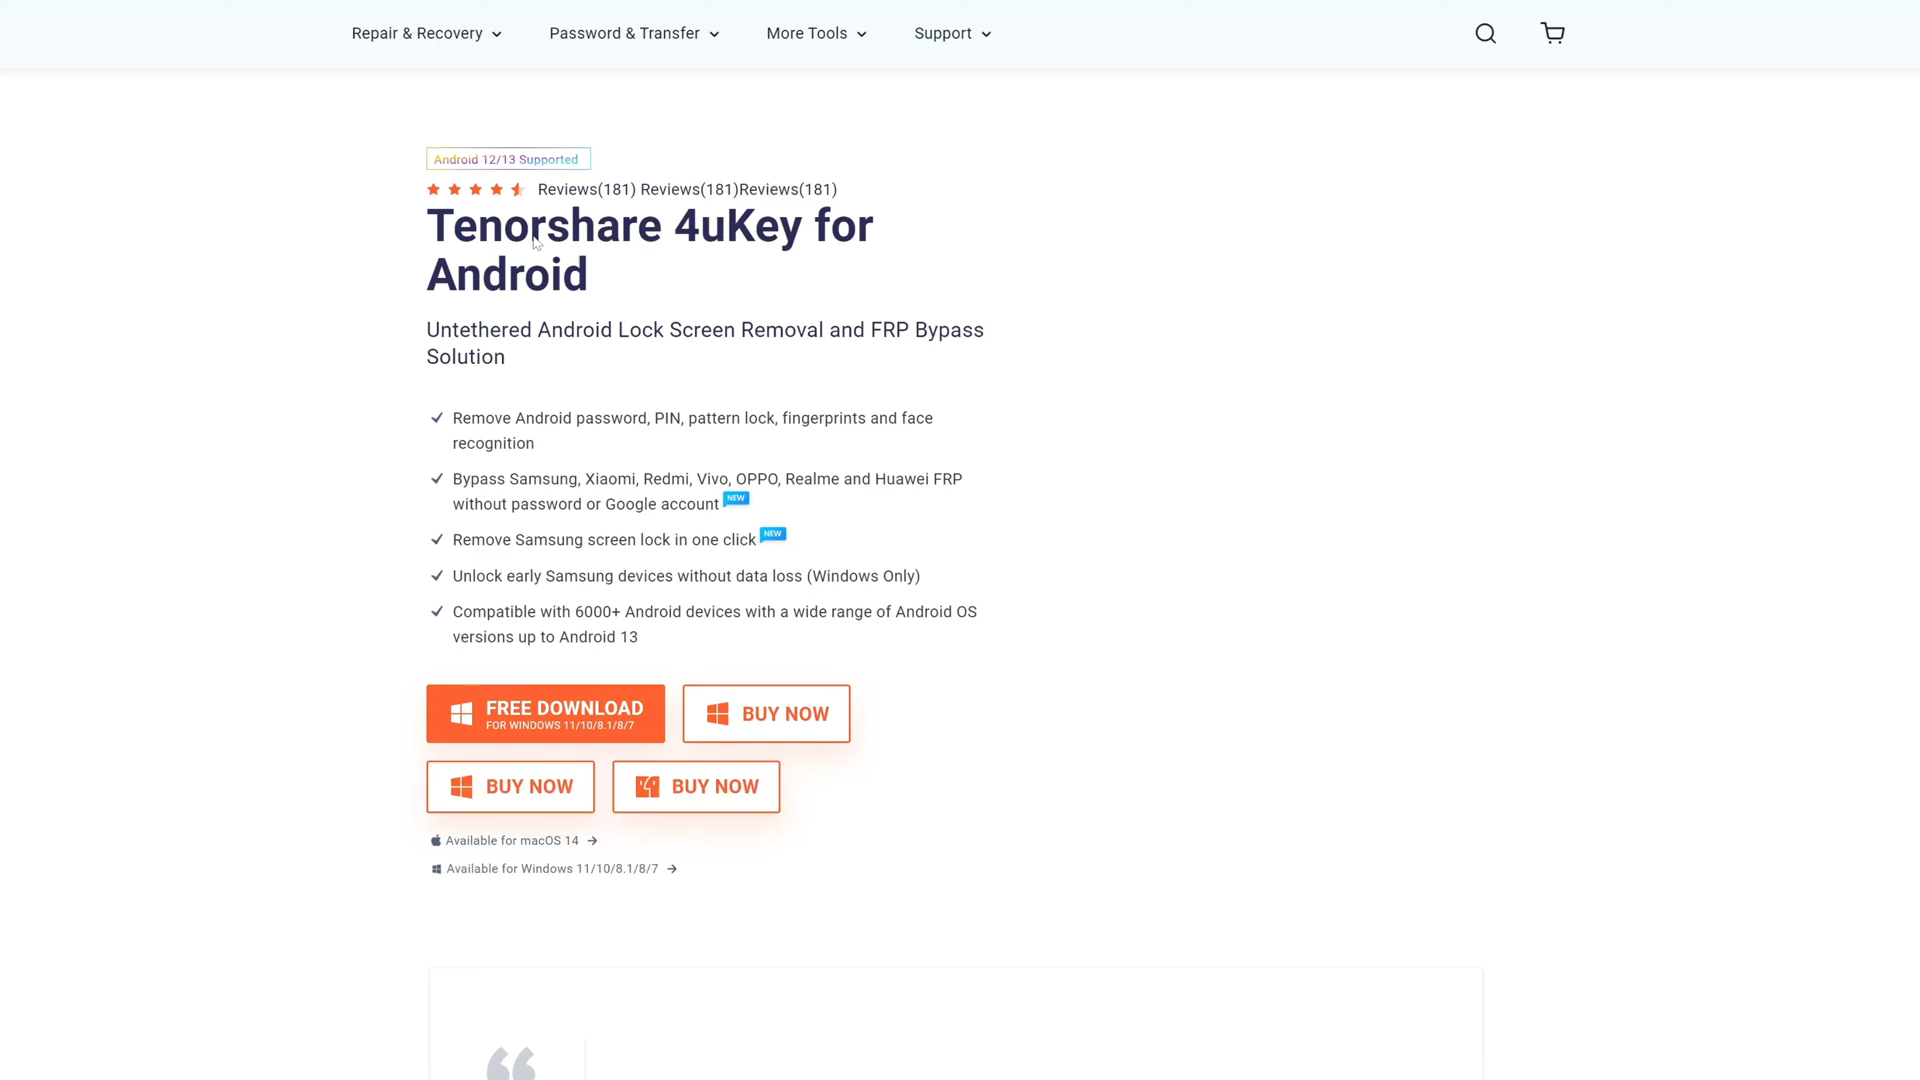 Repair & Recovery Password & Transfer More Tools Support
Android 12/13 Supported
Reviews(181) Reviews(181)Reviews(181)
Tenorshare 4uKey for
Android
Untethered Android Lock Screen Removal and FRP Bypass
Solution
Remove Android password, PIN, pattern lock, fingerprints and face
recognition
Bypass Samsung, Xiaomi, Redmi, Vivo, OPPO, Realme and Huawei FRP
without password or Google account NEW
Remove Samsung screen lock in one click NEW
Unlock early Samsung devices without data loss (Windows Only)
Compatible with 6000+ Android devices with a wide range of Android OS
versions up to Android 13
FREE DOWNLOAD
FOR WINDOWS 11/10/8.1/8/7
BUY NOW
BUY NOW BUY NOW
Available for macOS 14
Available for Windows 11/10/8.1/8/7